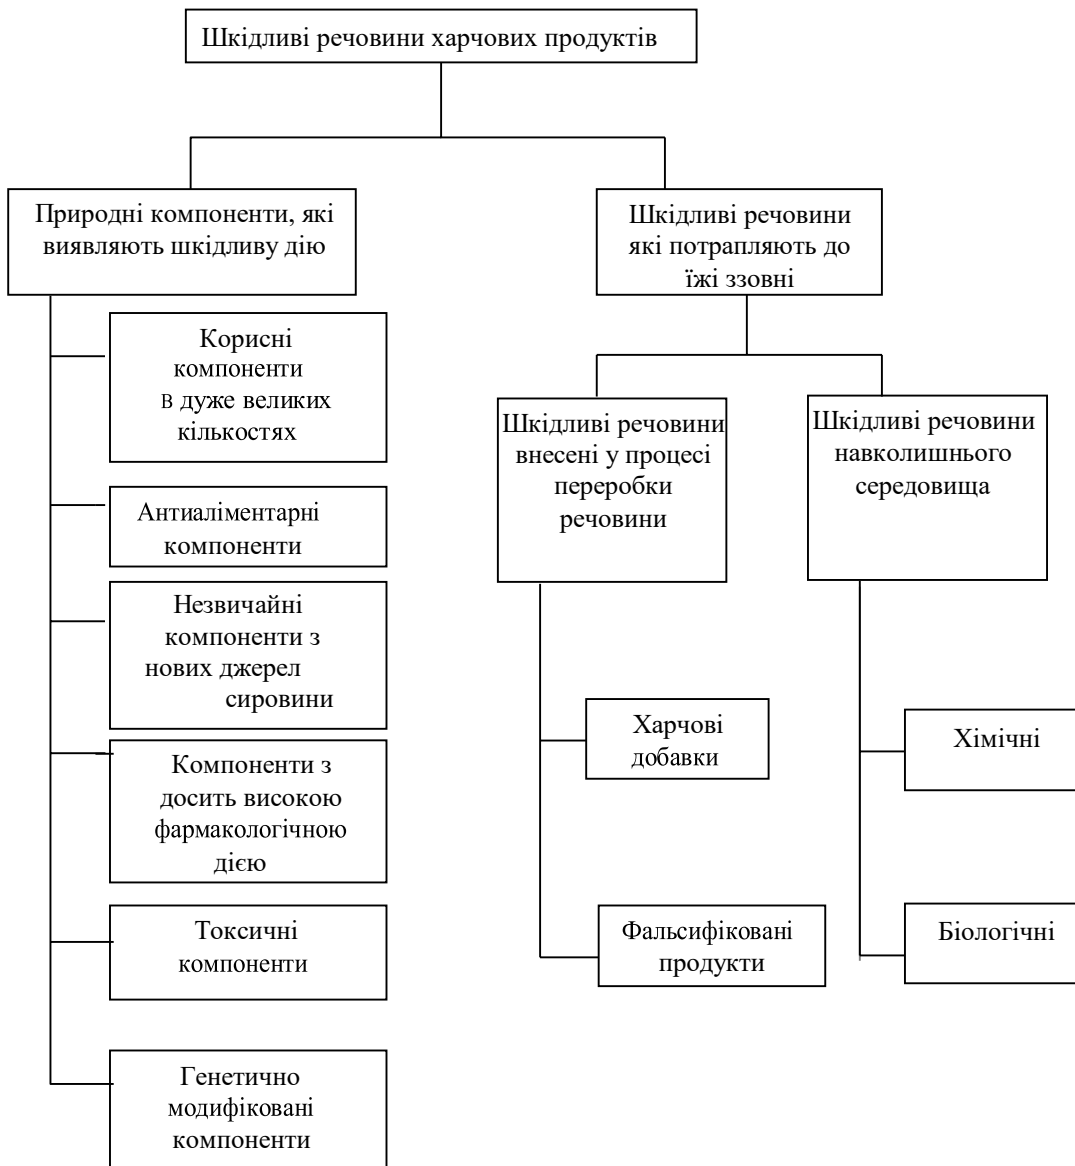 Шкідливі речовини харчових продуктів
Природні компоненти, які
виявляють шкідливу дію
Шкідливі речовини
які потрапляють до
їжі ззовні
Корисні
компоненти
в дуже великих
кількостях
Антиаліментарні
компоненти
Незвичайні
компоненти з
нових джерел
сировини
Компоненти з
досить високою
фармакологічною
дією
Токсичні
компоненти
Генетично
модифіковані
компоненти
Шкідливі речовини
внесені у процесі
переробки
речовини
Харчові
добавки
Фальсифіковані
продукти
Шкідливі речовини
навколишнього
середовища
Хімічні
Біологічні